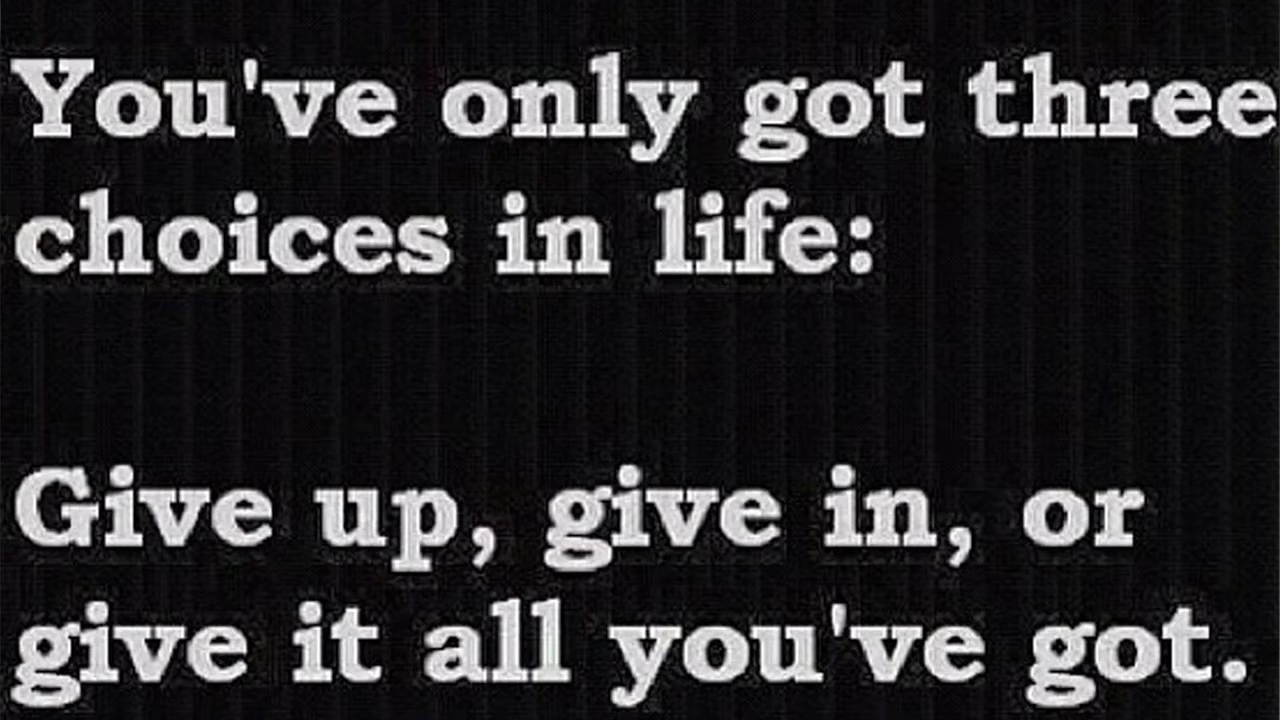 You've only got three
choices in life:
Give up, give in, or
give it all you've got.